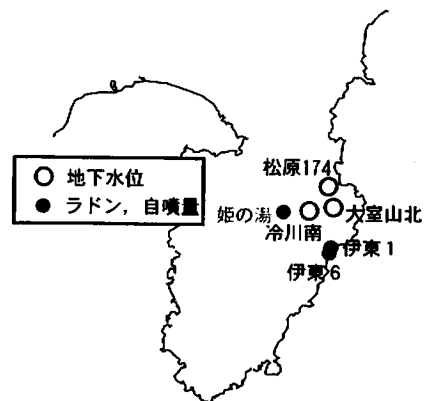 松原174
○ 地下水位
● ラドン，自噴量
姫の湯
大室山北
冷川南
伊東1
伊東6